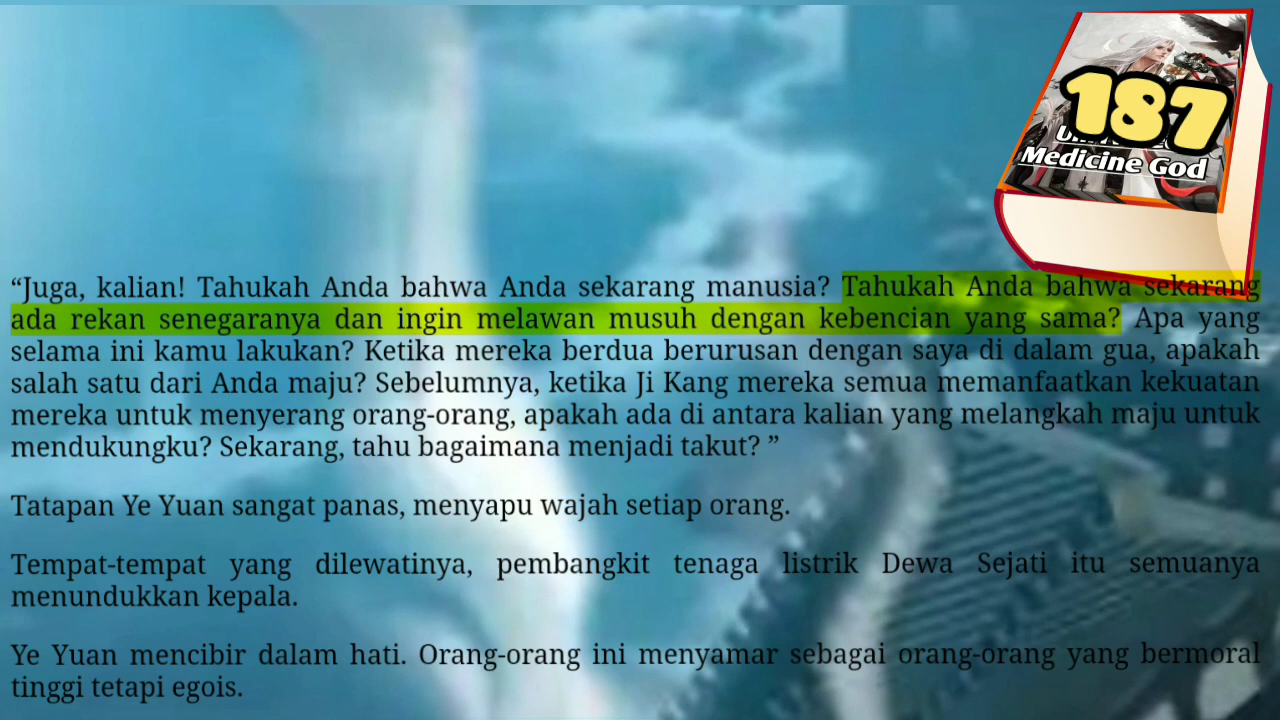 187
Medicine God
“Juga, kalian! Tahukah Anda bahwa Anda sekarang manusia? Tahukah Anda bahwa sekarang
ada rekan senegaranya dan ingin melawan musuh dengan kebencian yang sama? Apa yang
selama ini kamu lakukan? Ketika mereka berdua berurusan dengan saya di dalam gua, apakah
salah satu dari Anda maju? Sebelumnya, ketika Ji Kang mereka semua memanfaatkan kekuatan
mereka untuk menyerang orang-orang, apakah ada di antara kalian yang melangkah maju untuk
mendukungku? Sekarang, tahu bagaimana menjadi takut? ”
Tatapan Ye Yuan sangat panas, menyapu wajah setiap orang.
Tempat-tempat yang dilewatinya, pembangkit tenaga listrik Dewa Sejati itu semuanya
menundukkan kepala.
Ye Yuan mencibir dalam hati. Orang-orang ini menyamar sebagai orang-orang yang bermoral
tinggi tetapi egois.